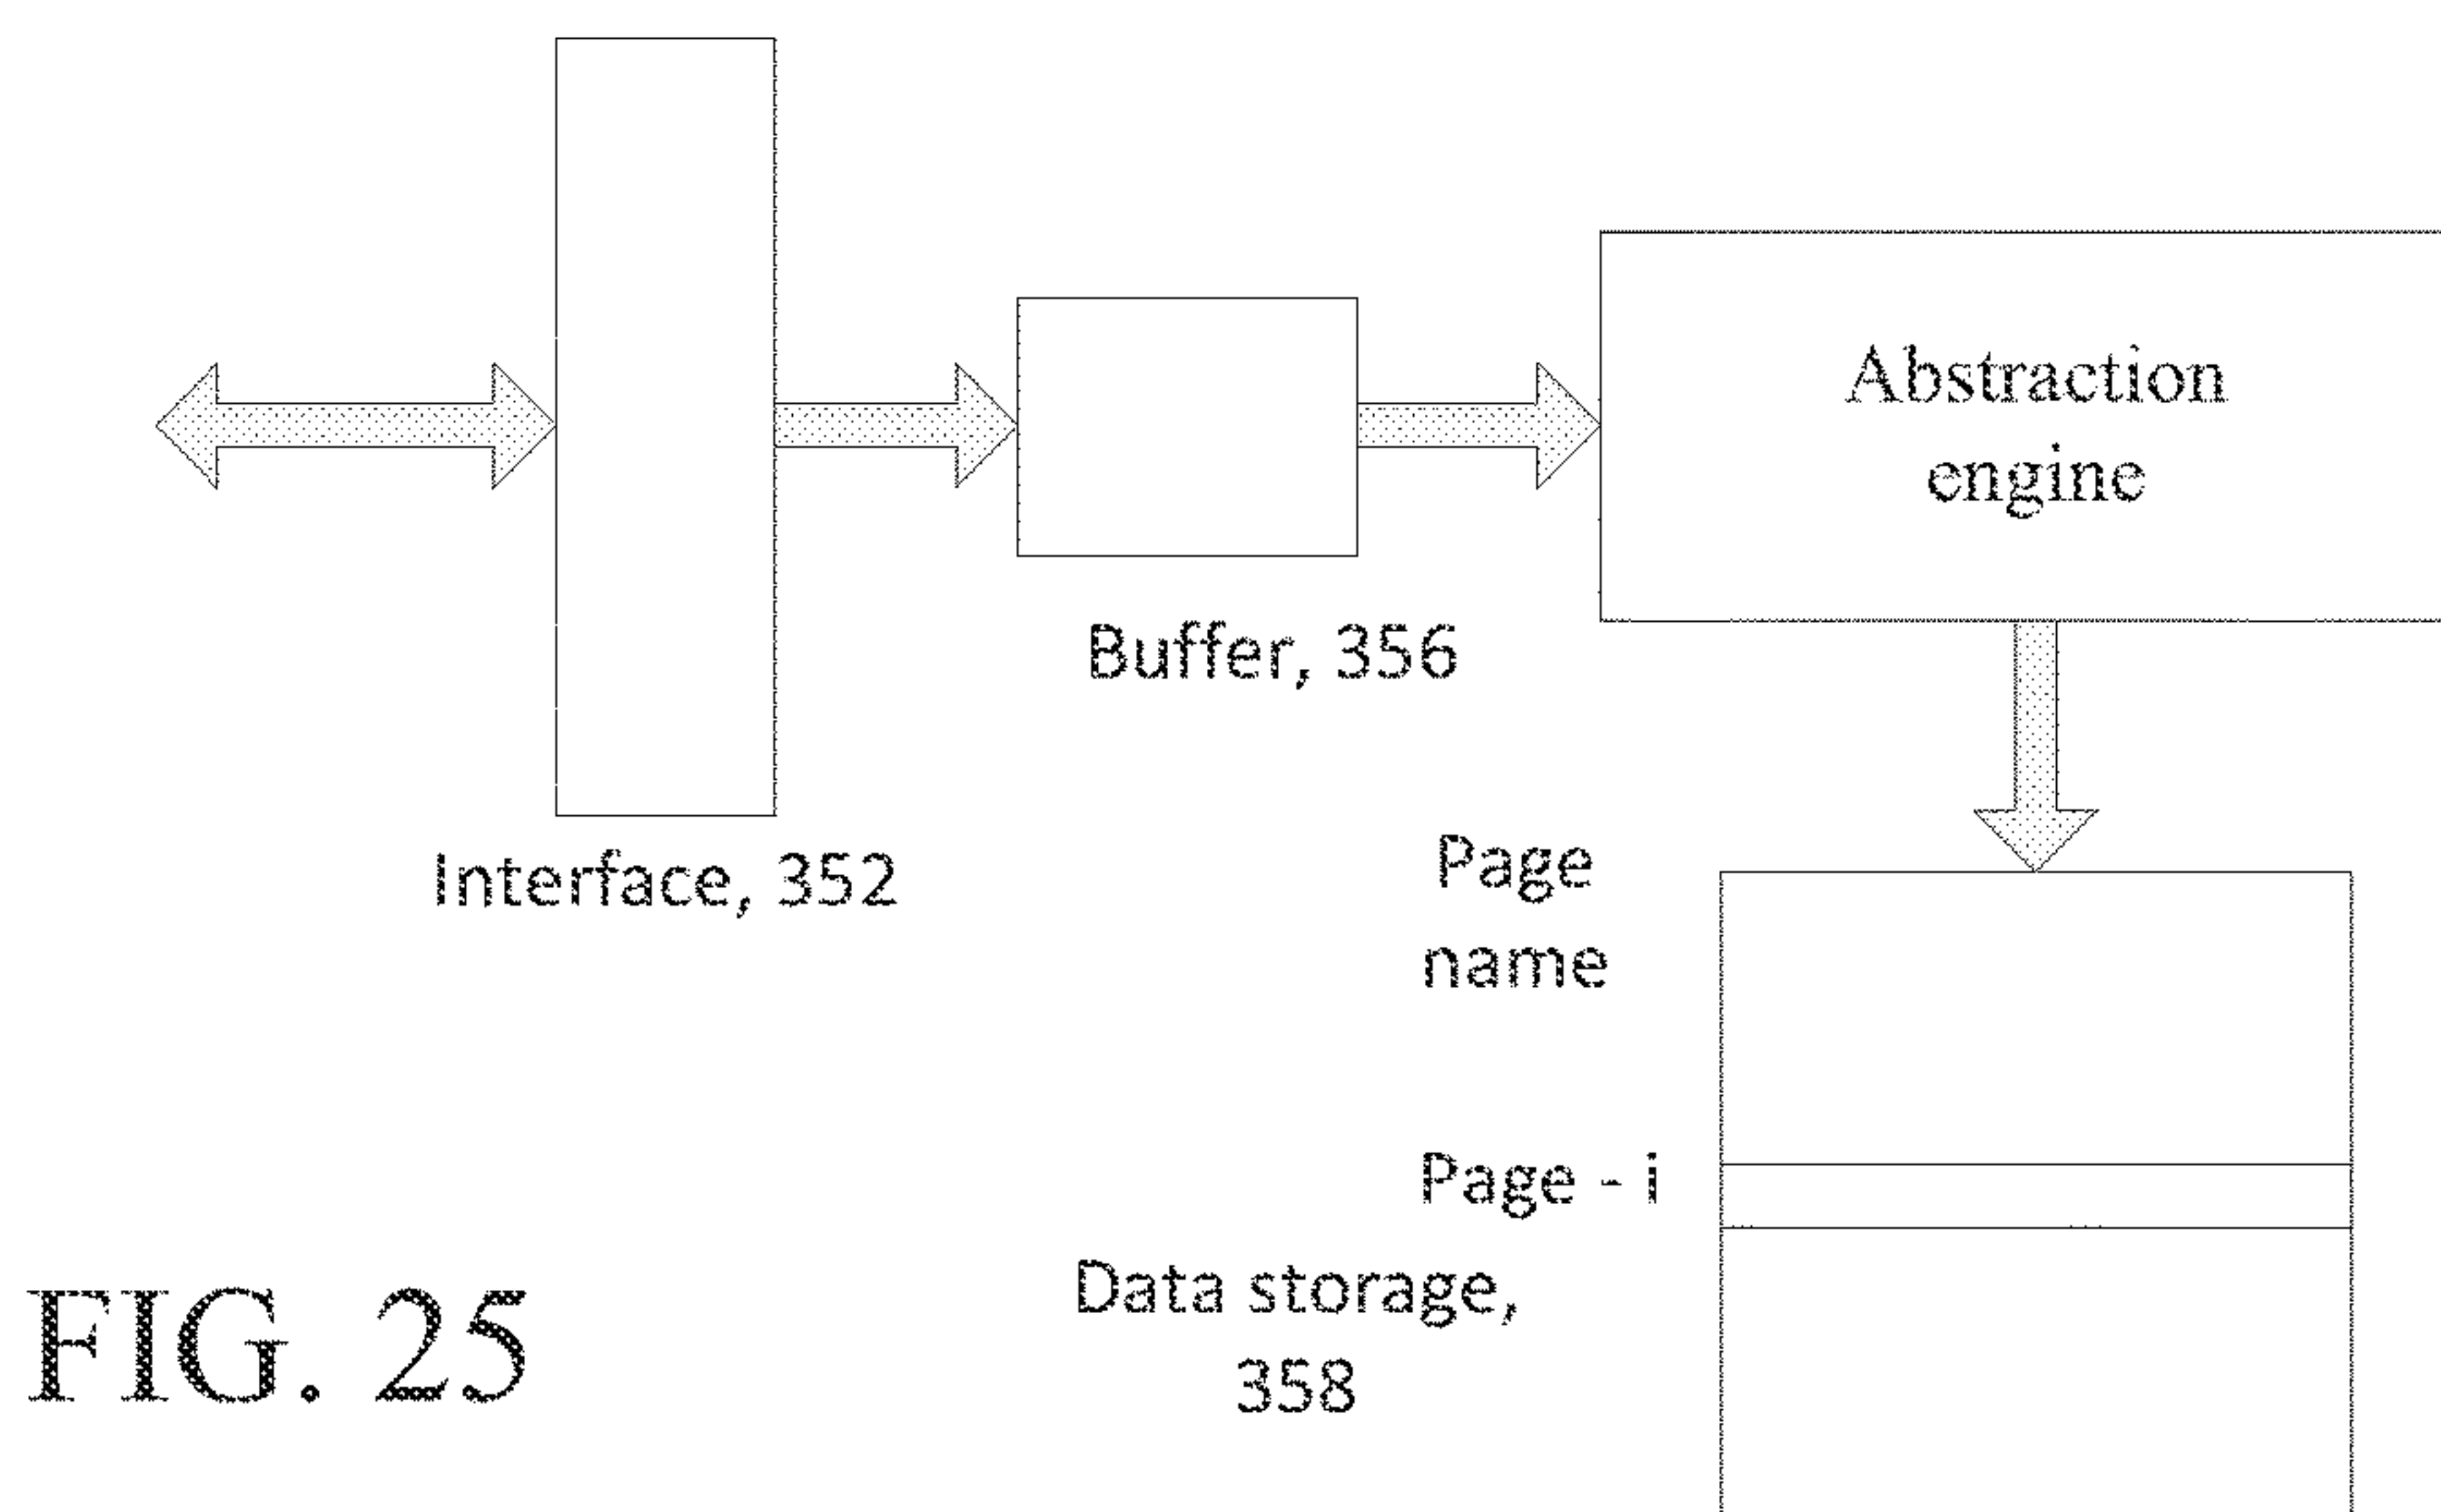 Abstraction
engine
Buffer, 356
Interface, 352
Page
name
Page - i
Data storage,
358
FIG. 25